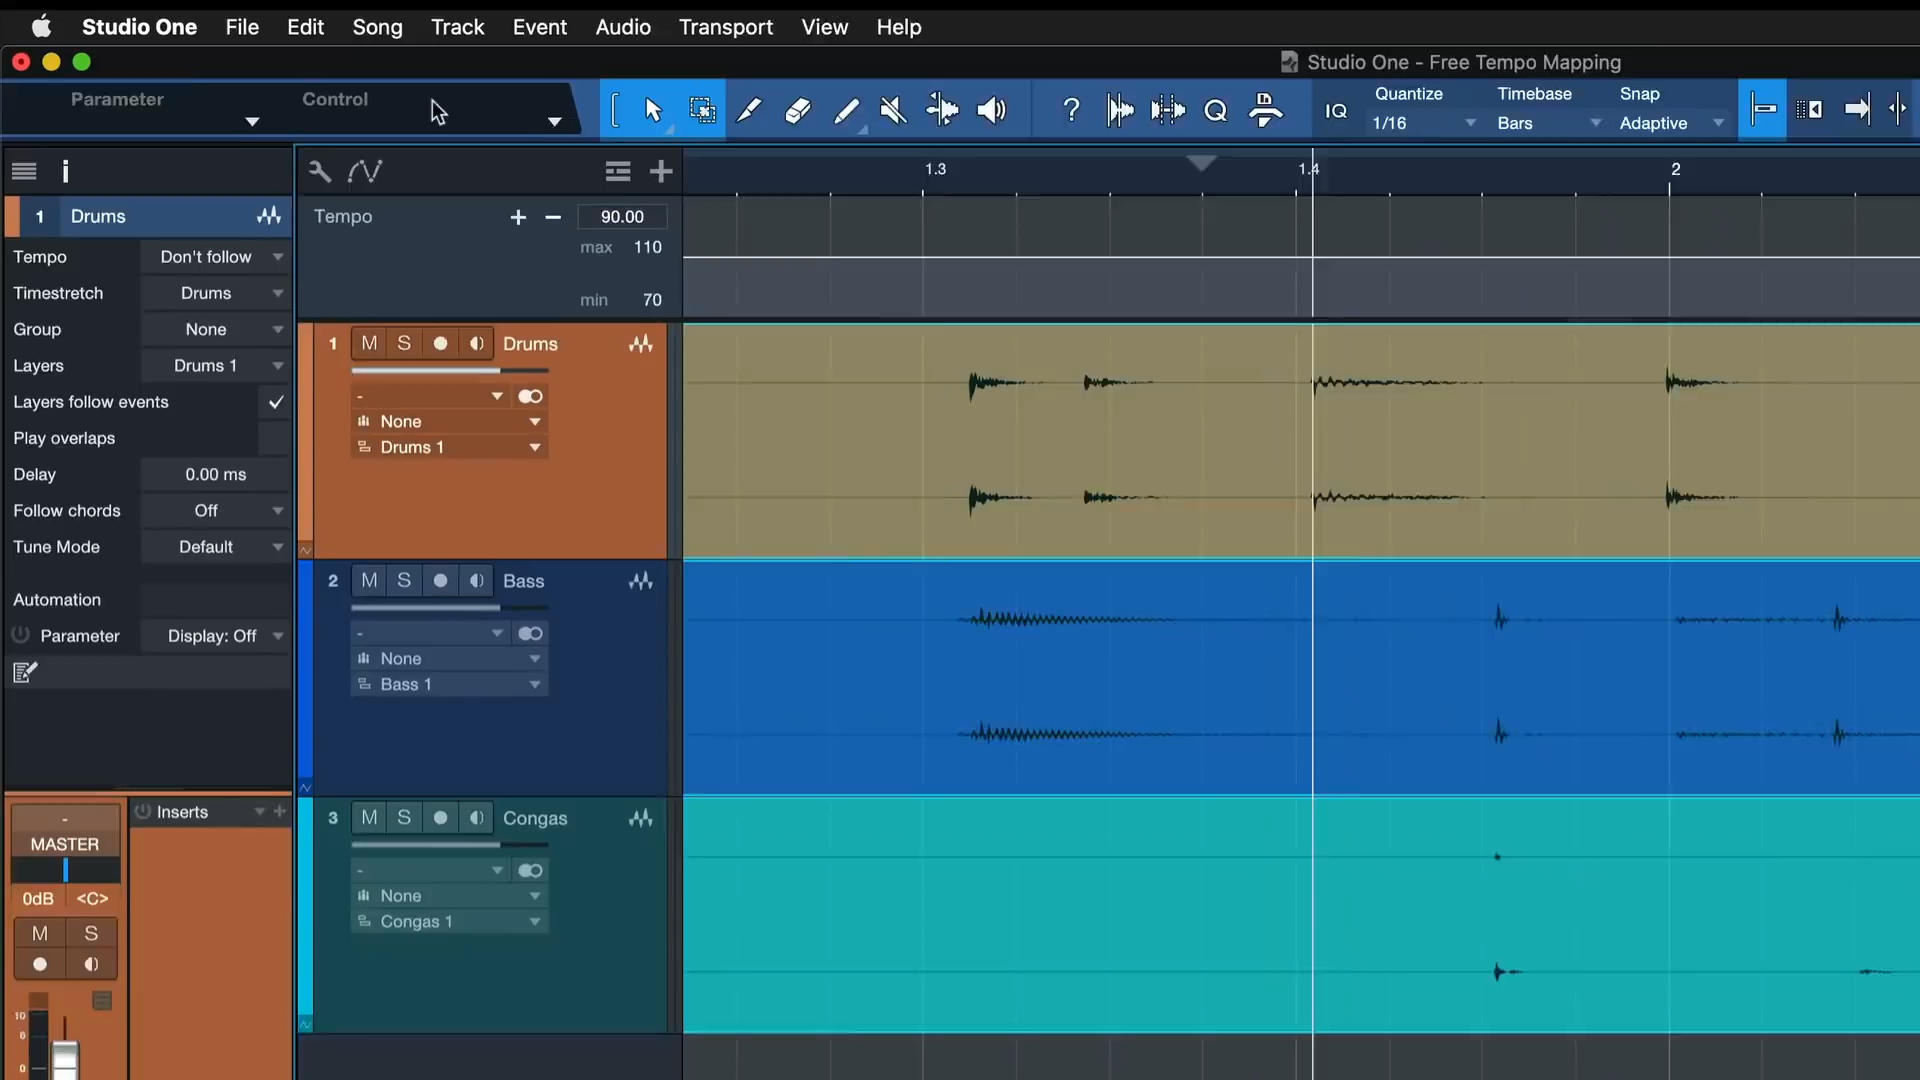 Studio One File Edit Song Track Event Audio Transport View Help
Studio One - Free Tempo Mapping
Parameter Control
IQ Quantize Timebase Snap
1/16 Bars Adaptive
i
1 Drums
Tempo Don't follow
Timestretch Drums
Group None
Layers Drums 1
Layers follow events
Play overlaps
Delay 0.00 ms
Follow chords Off
Tune Mode Default
Automation
Parameter Display: Off
- Inserts
MASTER
0dB <C>
M S
10
0
0
1.3 1.4 2
Tempo + - 90.00
max 110
min 70
1 M S Drums
-
None
Drums 1
2 M S Bass
-
None
Bass 1
3 M S Congas
-
None
Congas 1